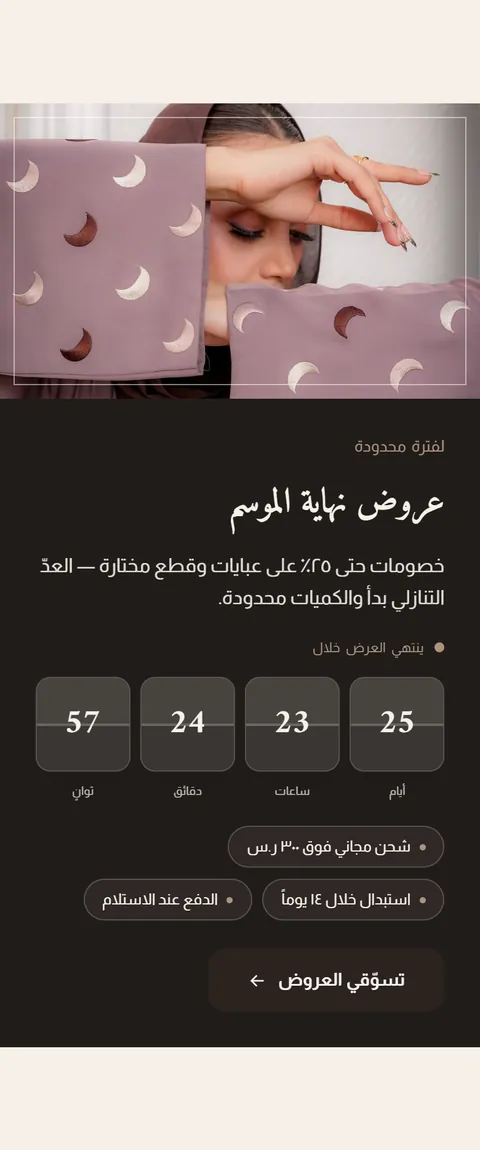 لفترة محدودة
عروض نهاية الموسم
خصومات حتى ٢٥٪ على عبايات وقطع مختارة — العدّ
التنازلي بدأ والكميات محدودة.
ينتهي العرض خلال
25 23 24 57
أيام ساعات دقائق ثوانٍ
شحن مجاني فوق ٣٠٠ ر.س
استبدال خلال ١٤ يوماً الدفع عند الاستلام
تسوّقي العروض ←